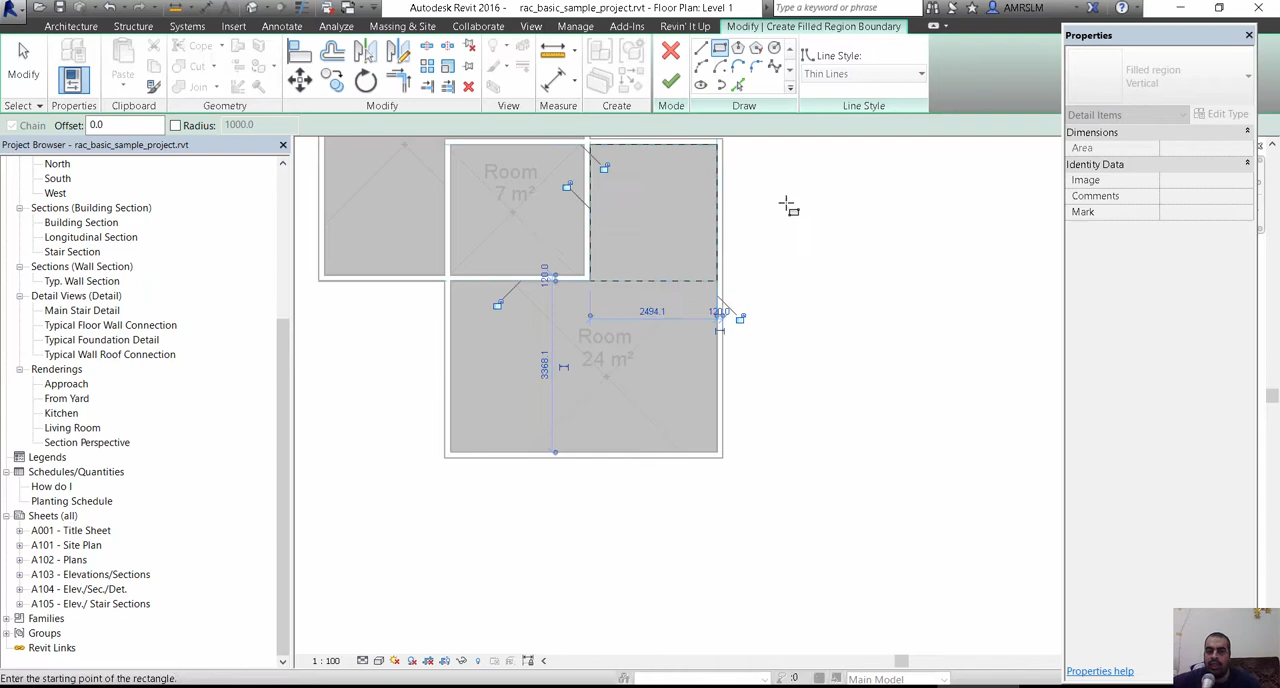 Autodesk Revit 2016 - rac_basic_sample_project.rvt - Floor Plan: Level 1
Type a keyword or phrase
AMRSLM
Architecture Structure Systems Insert Annotate Analyze Massing & Site Collaborate View Manage Add-Ins Revin' It Up Modify | Create Filled Region Boundary
Modify
Paste
Cope
Cut
Join
Line Style:
Thin Lines
Select Properties Clipboard Geometry Modify View Measure Create Mode Draw Line Style
Chain Offset: 0.0 Radius: 1000.0
Project Browser - rac_basic_sample_project.rvt
North
South
West
Sections (Building Section)
Building Section
Longitudinal Section
Stair Section
Sections (Wall Section)
Typ. Wall Section
Detail Views (Detail)
Main Stair Detail
Typical Floor Wall Connection
Typical Foundation Detail
Typical Wall Roof Connection
Renderings
Approach
From Yard
Kitchen
Living Room
Section Perspective
Legends
Schedules/Quantities
How do I
Planting Schedule
Sheets (all)
A001 - Title Sheet
A101 - Site Plan
A102 - Plans
A103 - Elevations/Sections
A104 - Elev./Sec./Det.
A105 - Elev./ Stair Sections
Families
Groups
Revit Links
Room
7 m²
120.0
2494.1
120.0
Room
24 m²
3368.1
Properties
Filled region
Vertical
Detail Items
Edit Type
Dimensions
Area
Identity Data
Image
Comments
Mark
Properties help
1 : 100
Enter the starting point of the rectangle.
:0
Main Model